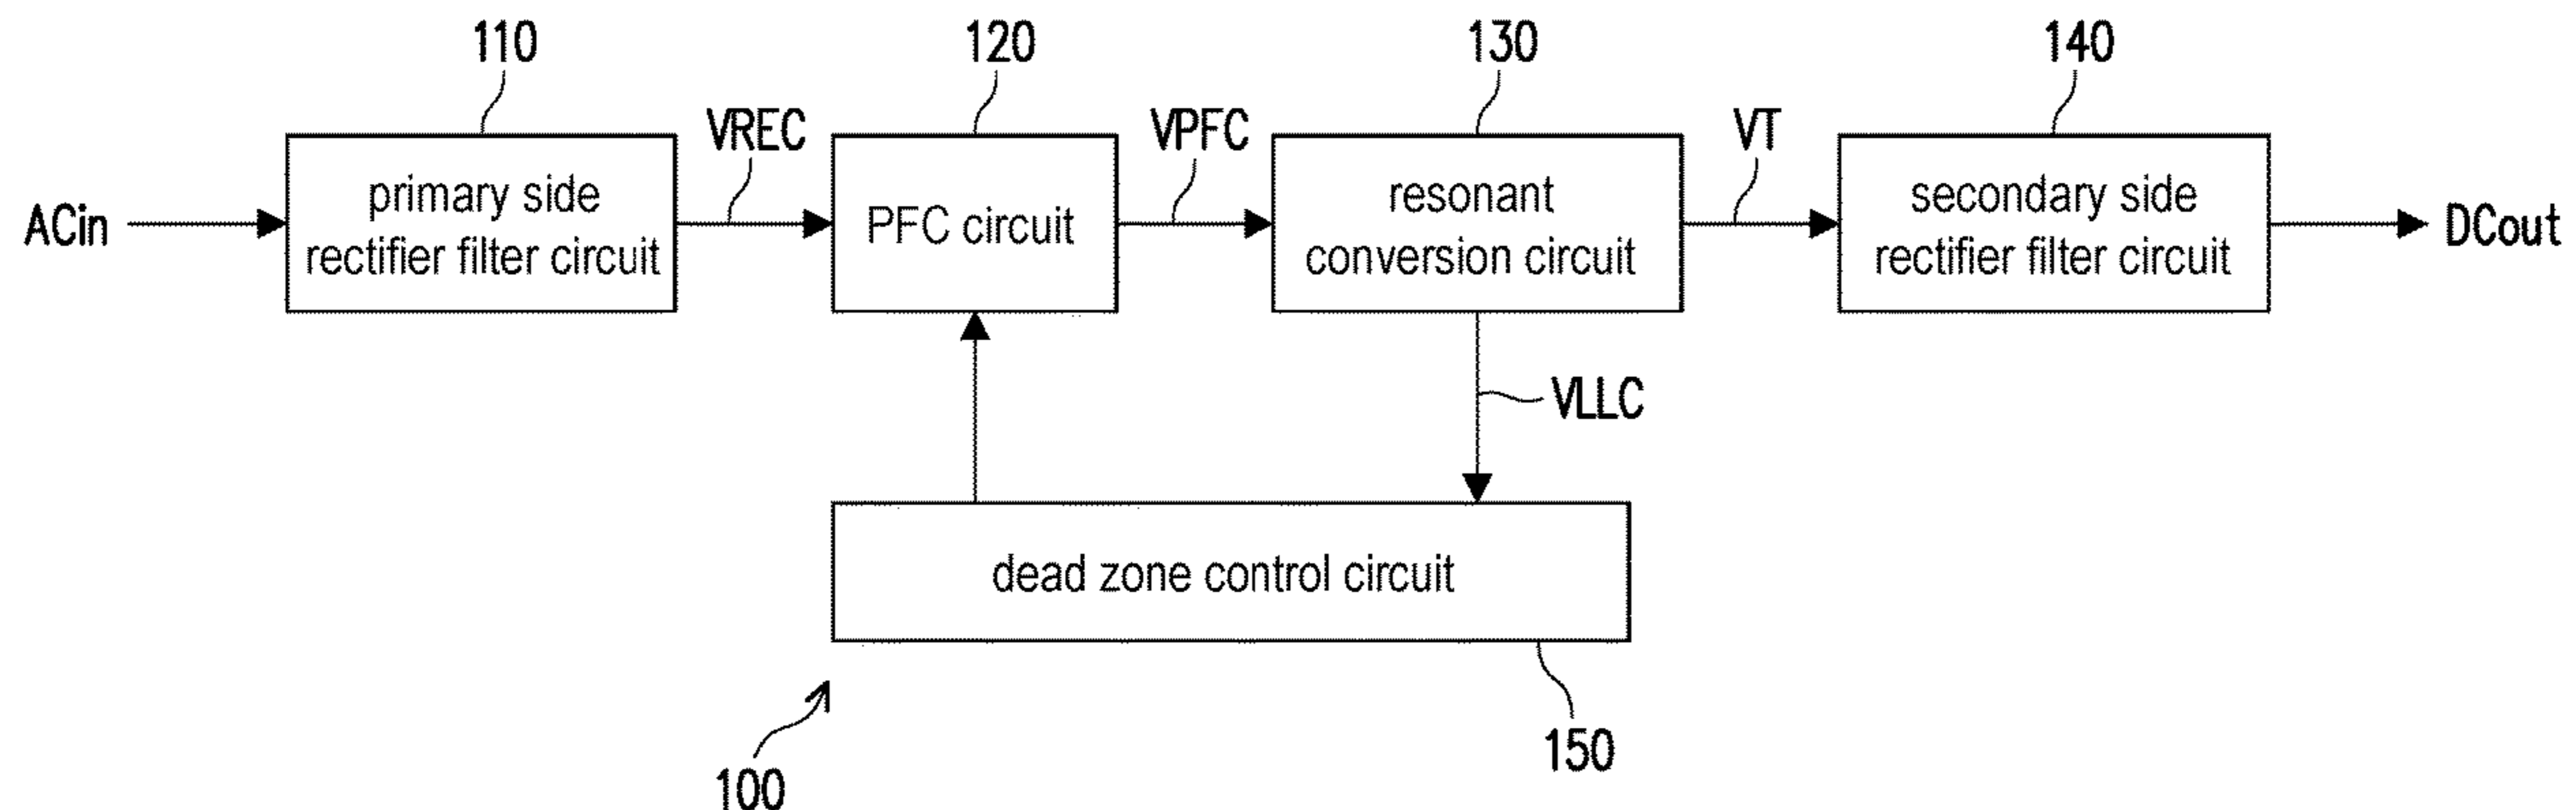 110
120
130
140
VREC
VPFC
VT
ACin
primary side
rectifier filter circuit
PFC circuit
resonant
conversion circuit
secondary side
rectifier filter circuit
DCout
VLLC
dead zone control circuit
150
100